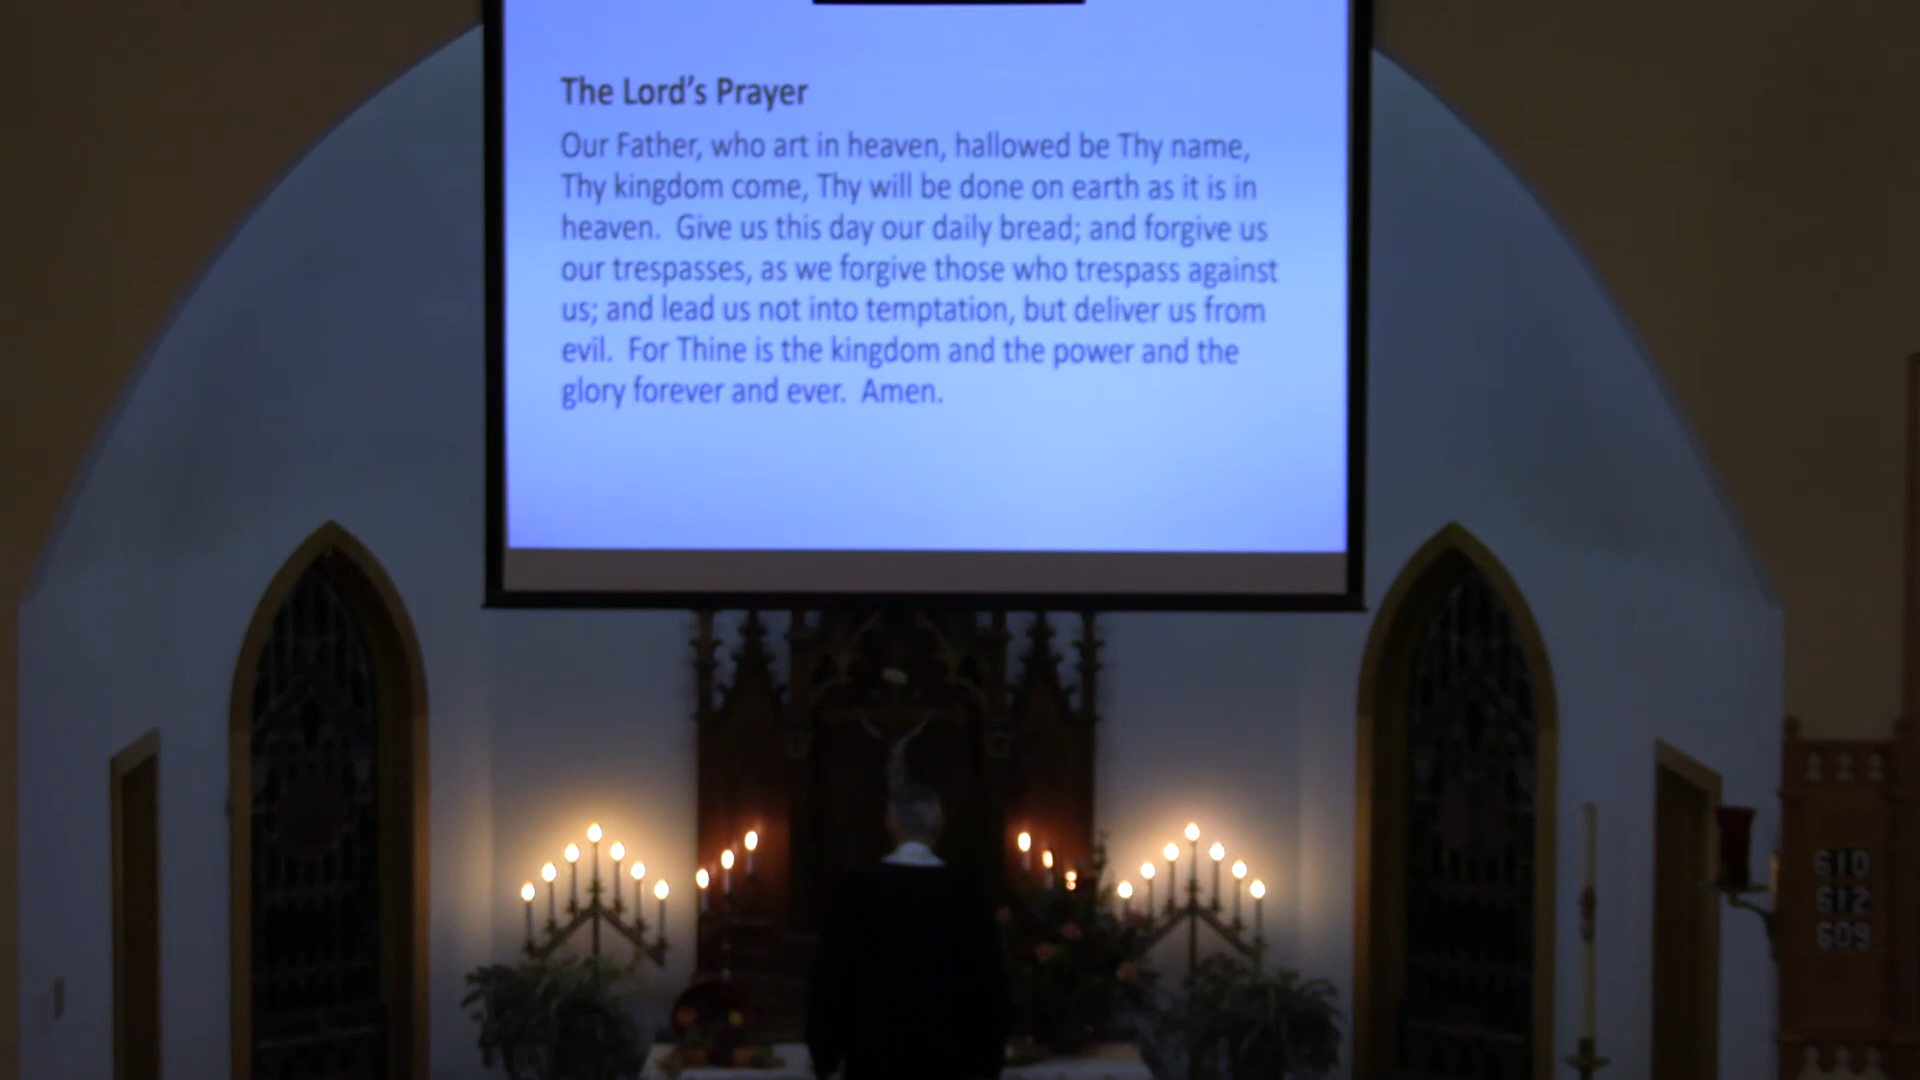 The Lord's Prayer
Our Father, who art in heaven, hallowed be Thy name,
Thy kingdom come, Thy will be done on earth as it is in
heaven.  Give us this day our daily bread; and forgive us
our trespasses, as we forgive those who trespass against
us; and lead us not into temptation, but deliver us from
evil.  For Thine is the kingdom and the power and the
glory forever and ever.  Amen.
610
612
609